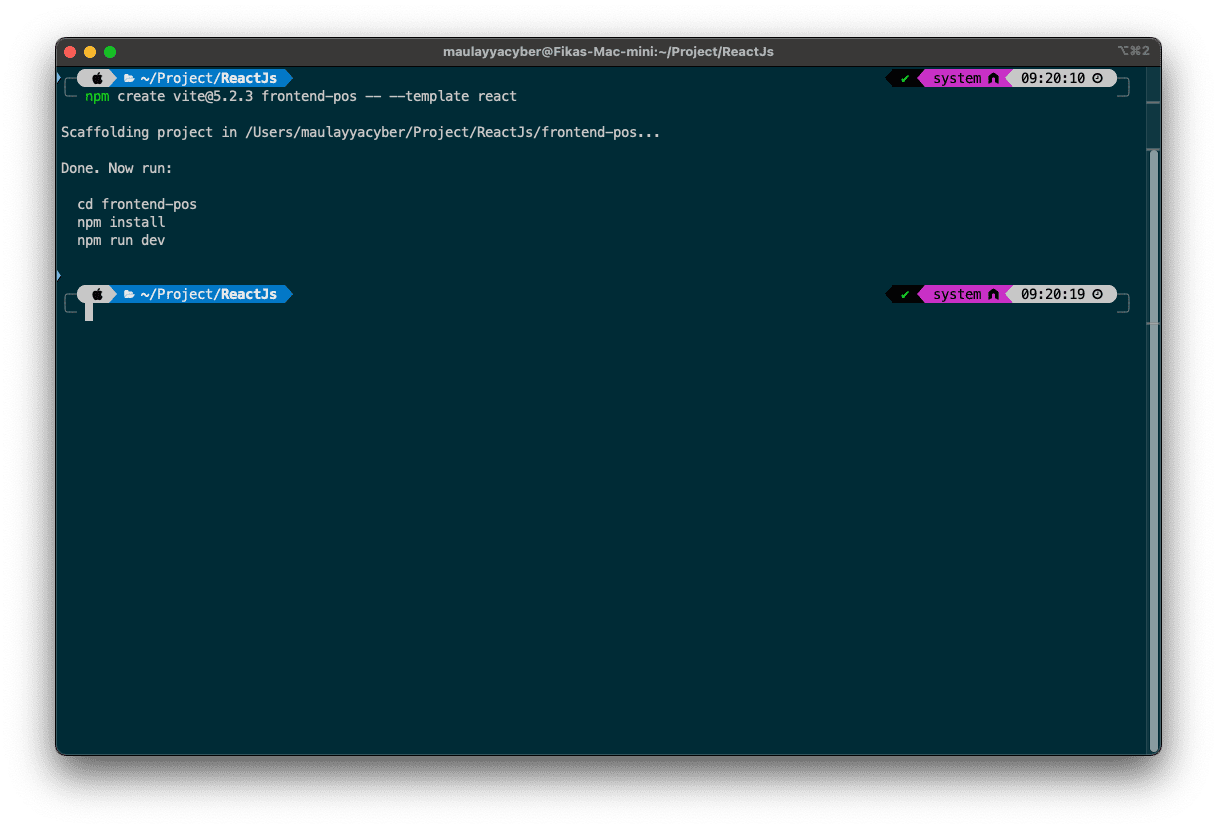 maulayyacyber@Fikas-Mac-mini:~/Project/ReactJs
⌥⌘2
~/Project/ReactJs ✔ system 09:20:10
npm create vite@5.2.3 frontend-pos -- --template react
Scaffolding project in /Users/maulayyacyber/Project/ReactJs/frontend-pos...
Done. Now run:
cd frontend-pos
npm install
npm run dev
~/Project/ReactJs ✔ system 09:20:19